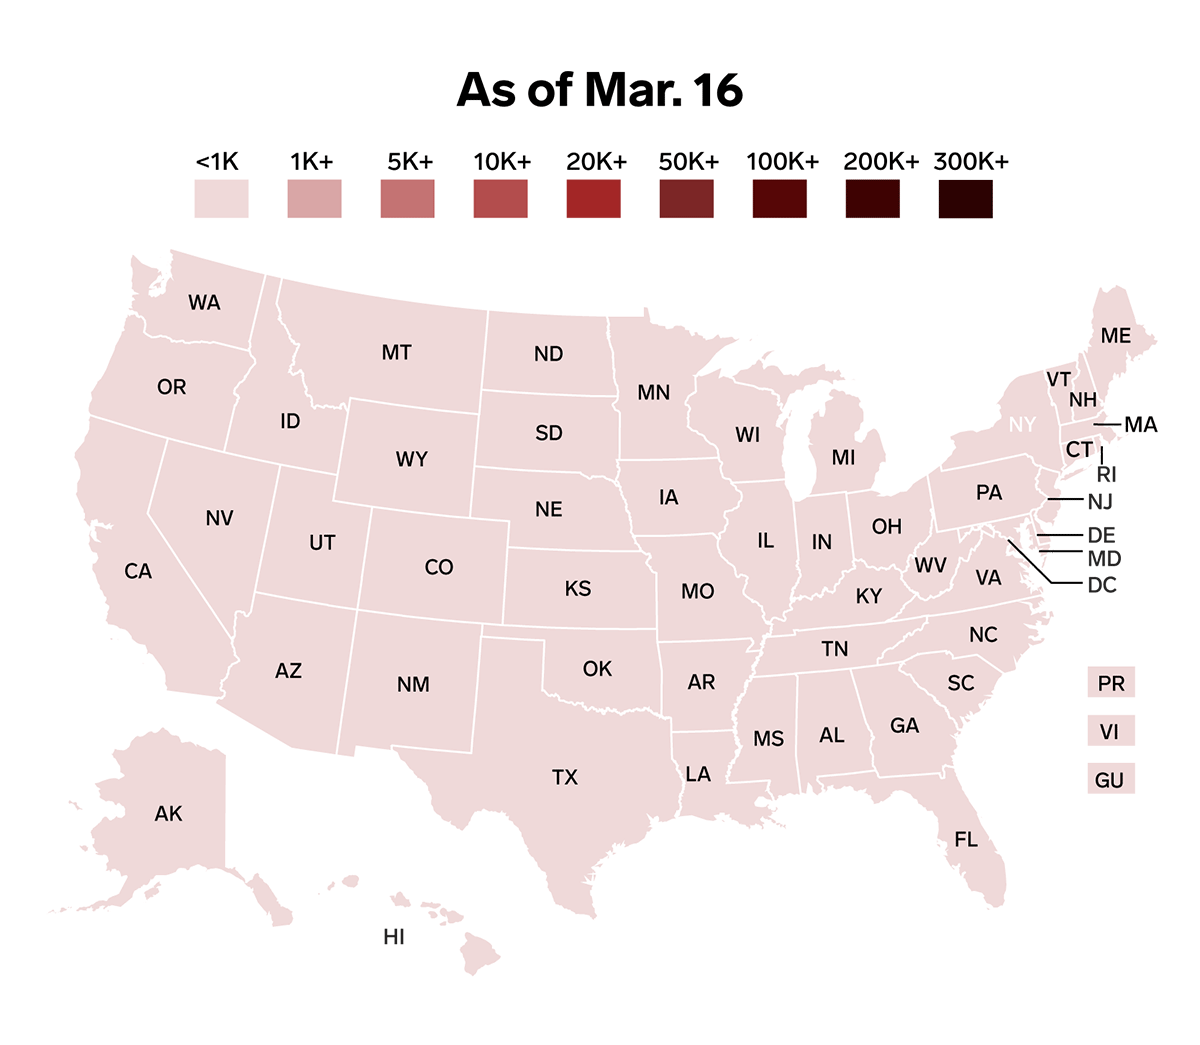 As of Mar. 16
<1K 1K+ 5K+ 10K+ 20K+ 50K+ 100K+ 200K+ 300K+
WA
ME
MT
ND
VT
OR
MN
NH
ID
NY
MA
SD
WI
CT
WY
MI
RI
PA
IA
NJ
NE
NV
OH
UT
IL
IN
DE
MD
CO
WV
CA
VA
DC
KS
MO
KY
NC
TN
AZ
OK
NM
AR
SC
PR
GA
MS
AL
VI
TX
LA
GU
AK
FL
HI